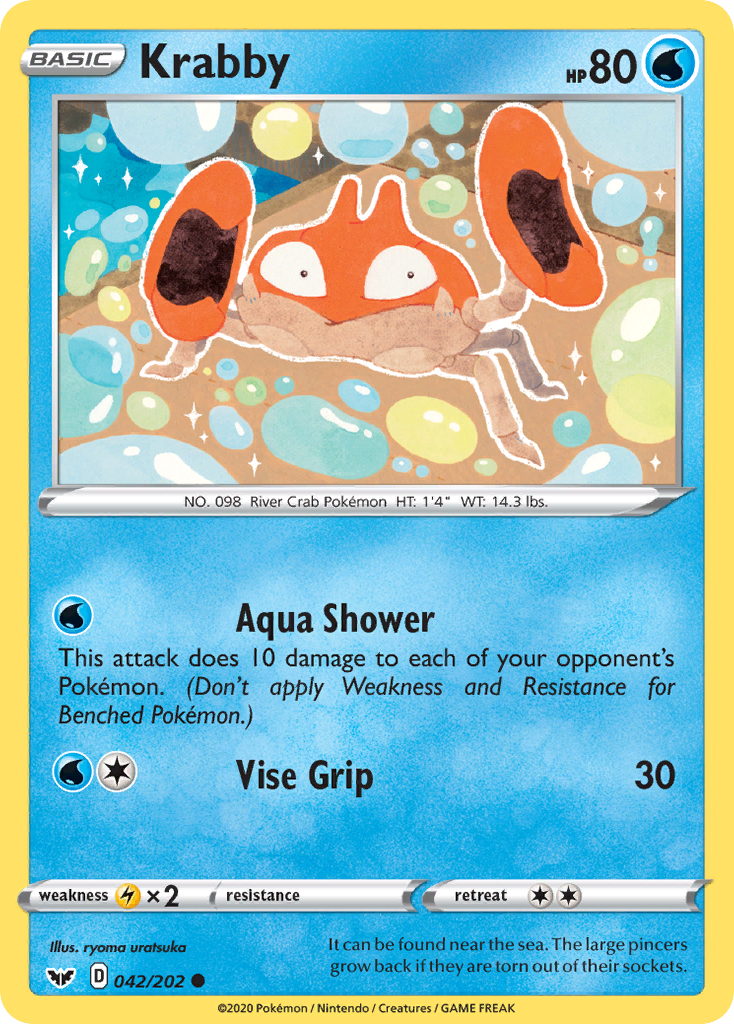 BASIC Krabby HP80
NO. 098 River Crab Pokémon HT: 1'4" WT: 14.3 lbs.
Aqua Shower
This attack does 10 damage to each of your opponent's
Pokémon. (Don't apply Weakness and Resistance for
Benched Pokémon.)
Vise Grip 30
weakness ×2 resistance retreat
Illus. ryoma uratsuka
It can be found near the sea. The large pincers
grow back if they are torn out of their sockets.
D 042/202
©2020 Pokémon / Nintendo / Creatures / GAME FREAK